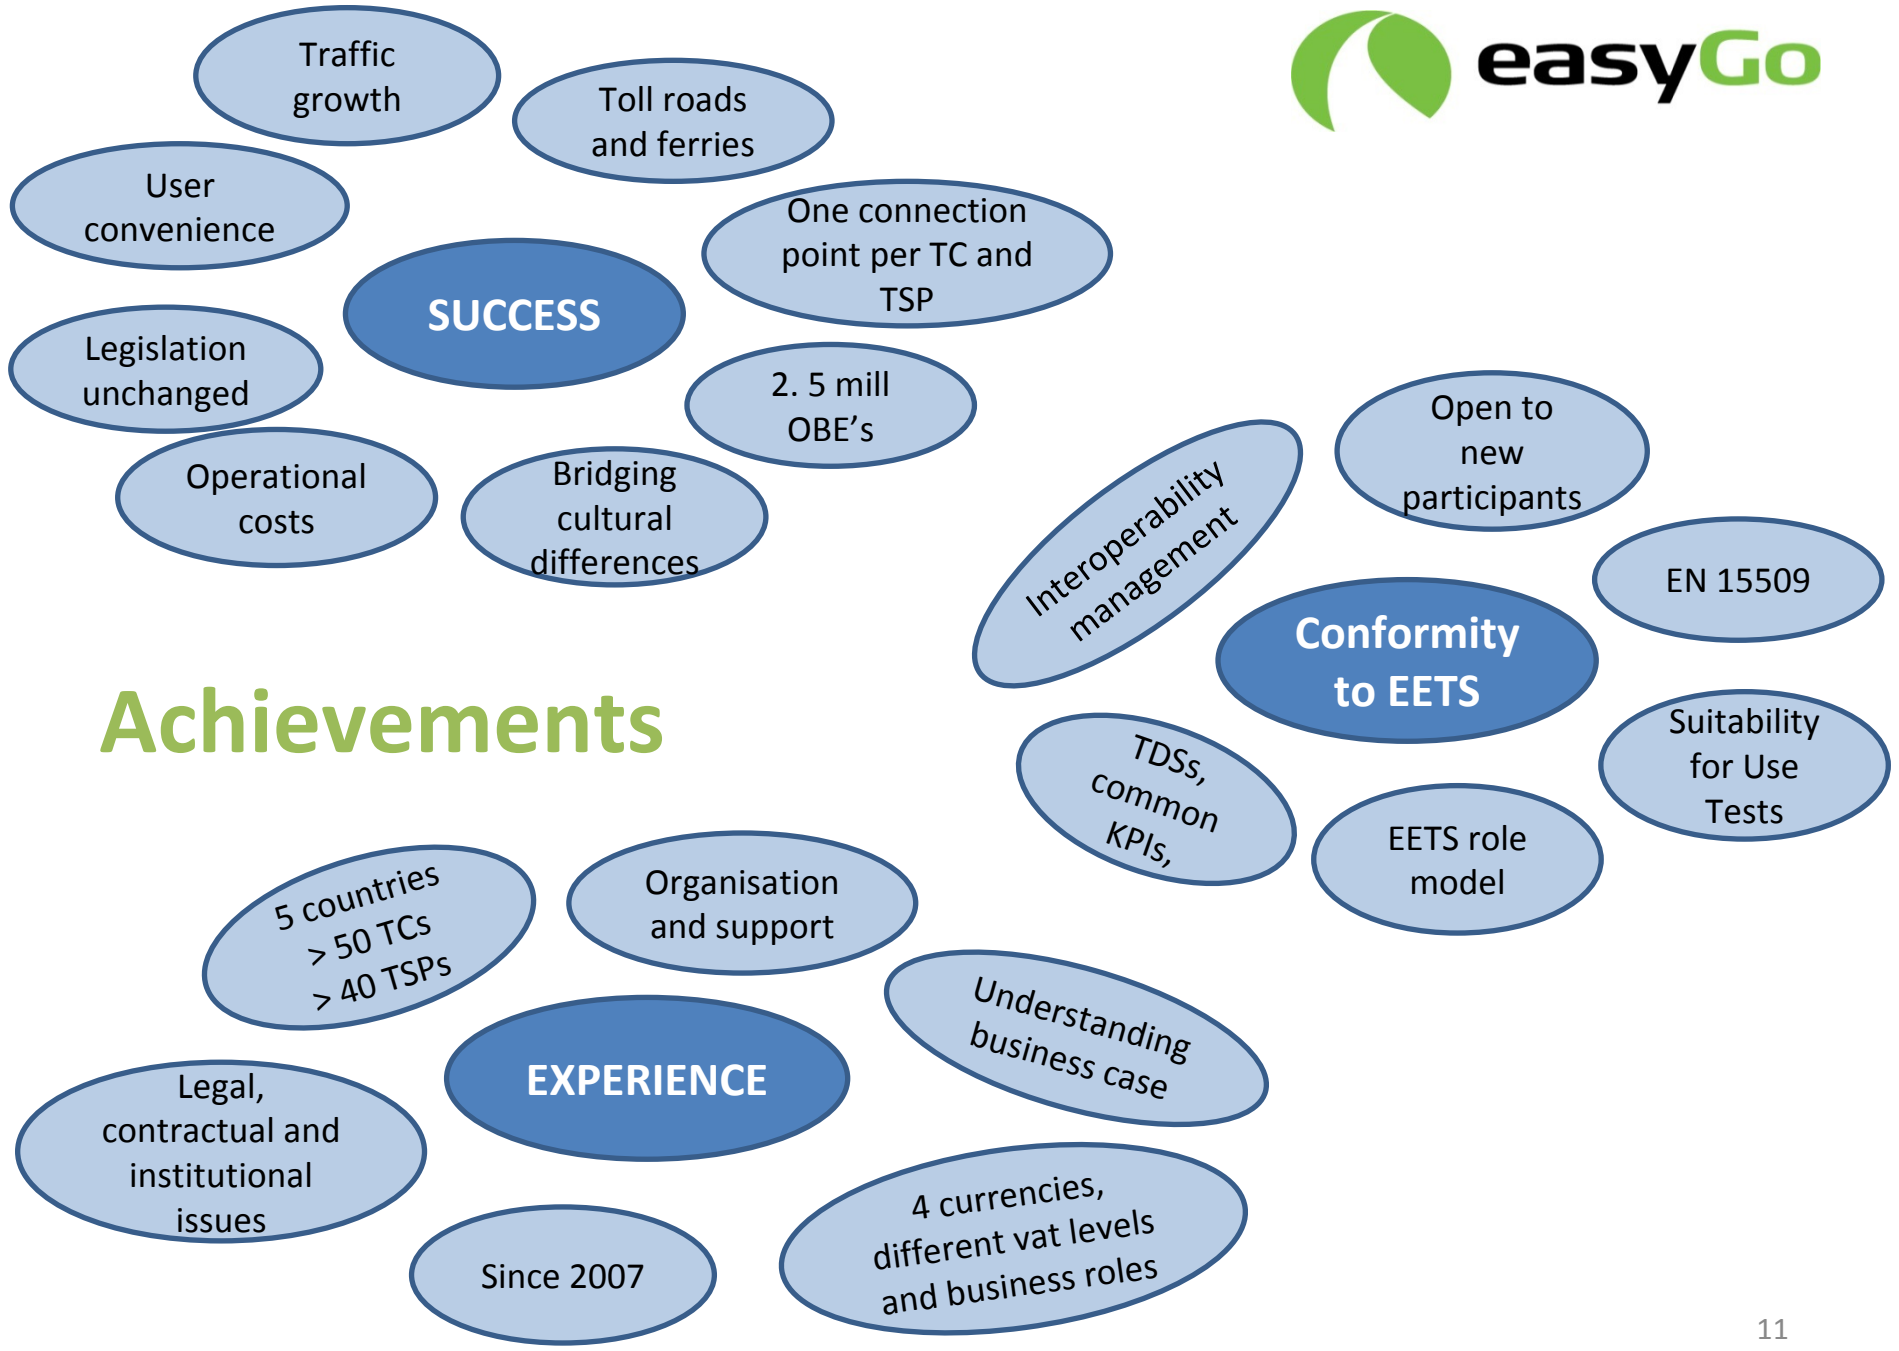 easyGo
Traffic
growth
Toll roads
and ferries
User
convenience
One connection
point per TC and
TSP
SUCCESS
Legislation
unchanged
2. 5 mill
OBE's
Operational
costs
Bridging
cultural
differences
Open to
new
participants
Interoperability
management
EN 15509
Conformity
to EETS
Suitability
for Use
Tests
TDSs,
common
KPIs,
EETS role
model
Achievements
5 countries
> 50 TCs
> 40 TSPs
Organisation
and support
Understanding
business case
EXPERIENCE
Legal,
contractual and
institutional
issues
Since 2007
4 currencies,
different vat levels
and business roles
11